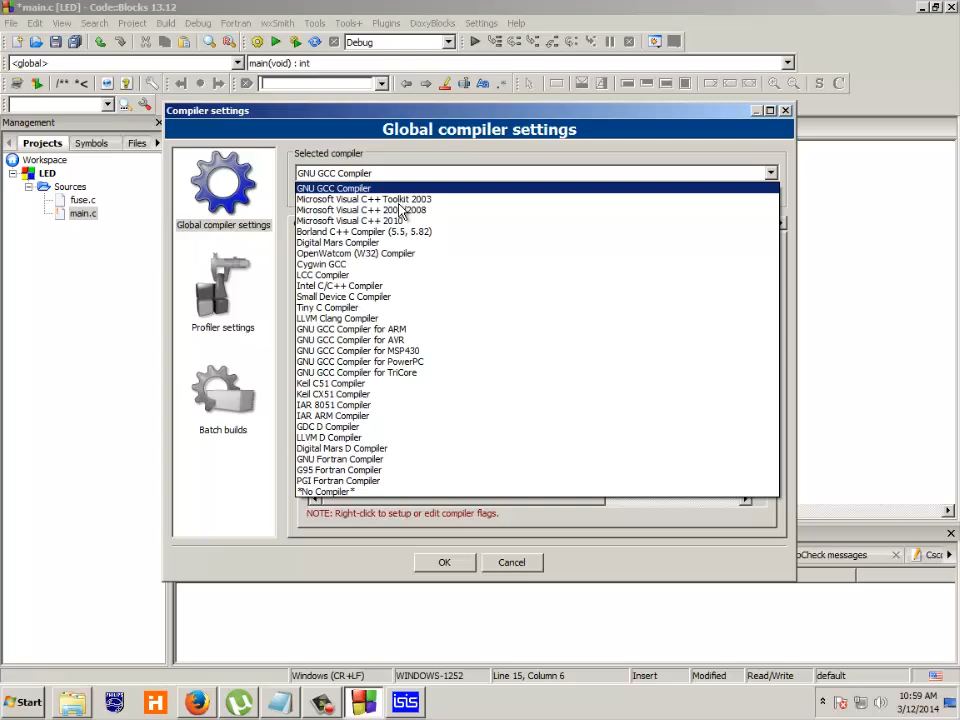 *main.c [LED] - Code::Blocks 13.12
File Edit View Search Project Build Debug Fortran wxSmith Tools Tools+ Plugins DoxyBlocks Settings Help
Debug
<global> main(void) : int
/** *<
S C
Management
Compiler settings
Global compiler settings
Projects Symbols Files
Workspace
LED
Sources
fuse.c
main.c
Global compiler settings
Profiler settings
Batch builds
Selected compiler
GNU GCC Compiler
GNU GCC Compiler
Microsoft Visual C++ Toolkit 2003
Microsoft Visual C++ 2005/2008
Microsoft Visual C++ 2010
Borland C++ Compiler (5.5, 5.82)
Digital Mars Compiler
OpenWatcom (W32) Compiler
Cygwin GCC
LCC Compiler
Intel C/C++ Compiler
Small Device C Compiler
Tiny C Compiler
LLVM Clang Compiler
GNU GCC Compiler for ARM
GNU GCC Compiler for AVR
GNU GCC Compiler for MSP430
GNU GCC Compiler for PowerPC
GNU GCC Compiler for TriCore
Keil C51 Compiler
Keil CX51 Compiler
IAR 8051 Compiler
IAR ARM Compiler
GDC D Compiler
LLVM D Compiler
Digital Mars D Compiler
GNU Fortran Compiler
G95 Fortran Compiler
PGI Fortran Compiler
*No Compiler*
NOTE: Right-click to setup or edit compiler flags.
OK Cancel
pCheck messages Csc
Windows (CR+LF) WINDOWS-1252 Line 15, Column 6 Insert Modified Read/Write default
Start
PHILIPS
H
isis
10:59 AM
3/12/2014